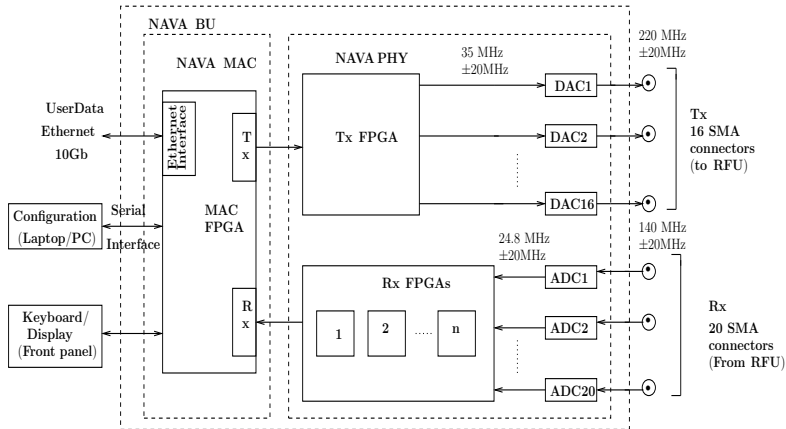 NAVA BU
NAVA MAC
NAVA PHY
UserData
Ethernet
10Gb
Ethernet
Interface
T
x
MAC
FPGA
R
x
Configuration
(Laptop/PC)
Serial
Interface
Keyboard/
Display
(Front panel)
Tx FPGA
35 MHz
±20MHz
DAC1
DAC2
DAC16
220 MHz
±20MHz
Tx
16 SMA
connectors
(to RFU)
Rx FPGAs
1
2
.....
n
24.8 MHz
±20MHz
ADC1
ADC2
ADC20
140 MHz
±20MHz
Rx
20 SMA
connectors
(From RFU)